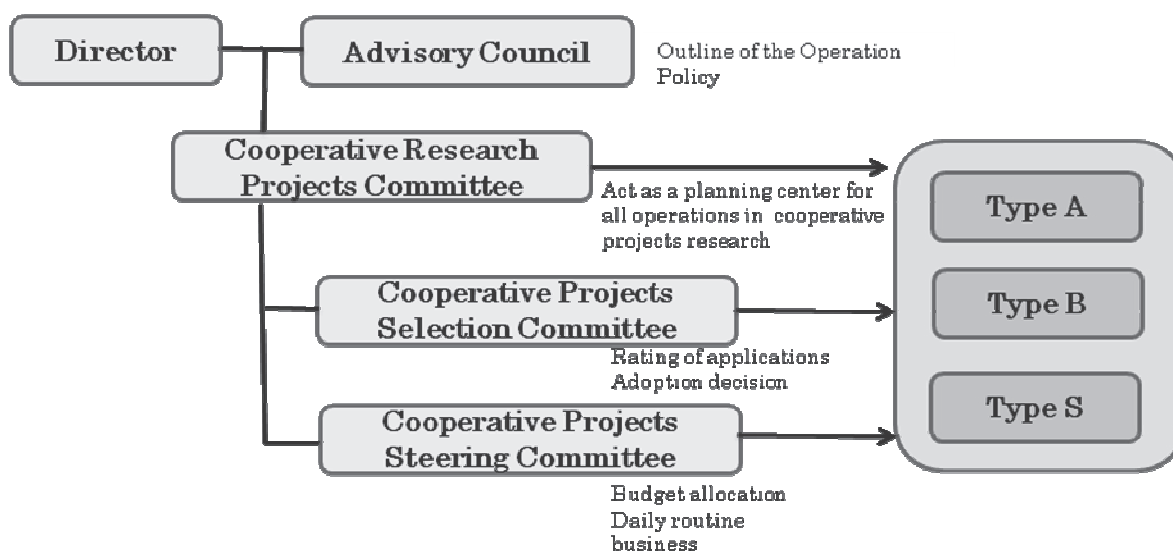 Director
Advisory Council
Outline of the Operation
Policy
Cooperative Research
Projects Committee
Act as a planning center for
all operations in cooperative
projects research
Type A
Cooperative Projects
Selection Committee
Type B
Rating of applications
Adoption decision
Cooperative Projects
Steering Committee
Type S
Budget allocation
Daily routine
business